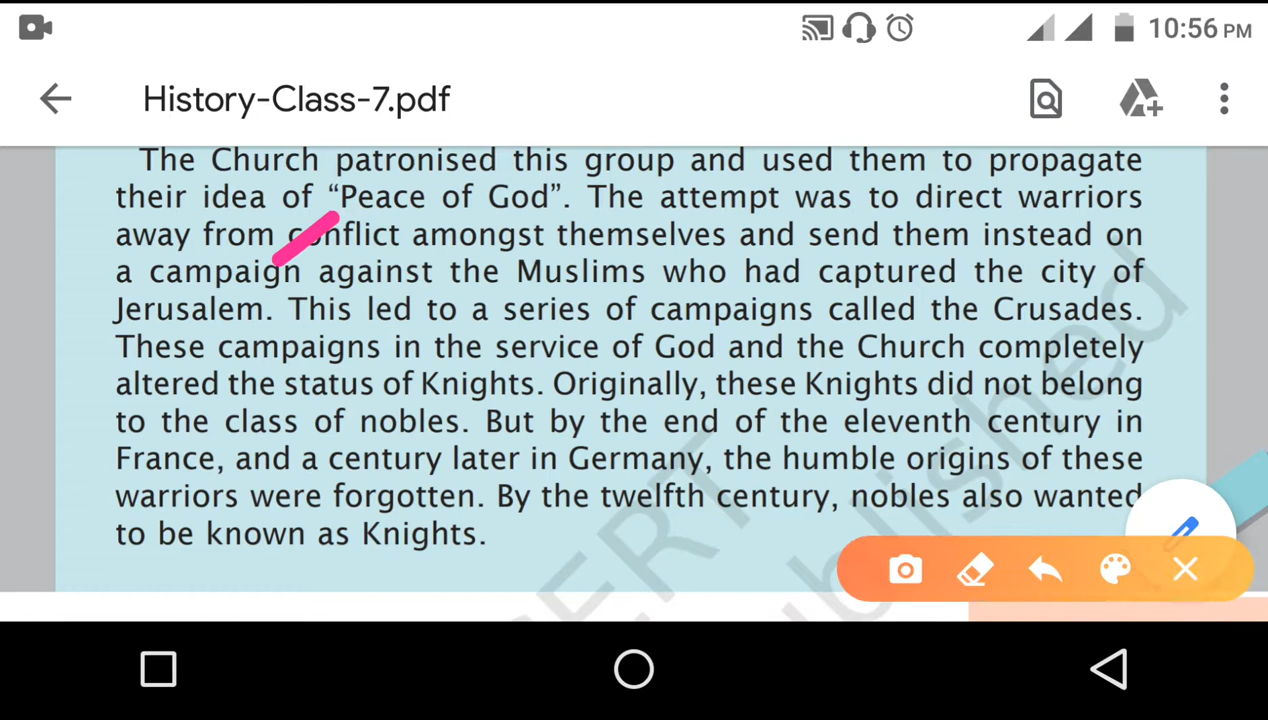 10:56 PM
History-Class-7.pdf
The Church patronised this group and used them to propagate
their idea of “Peace of God”. The attempt was to direct warriors
away from conflict amongst themselves and send them instead on
a campaign against the Muslims who had captured the city of
Jerusalem. This led to a series of campaigns called the Crusades.
These campaigns in the service of God and the Church completely
altered the status of Knights. Originally, these Knights did not belong
to the class of nobles. But by the end of the eleventh century in
France, and a century later in Germany, the humble origins of these
warriors were forgotten. By the twelfth century, nobles also wanted
to be known as Knights.